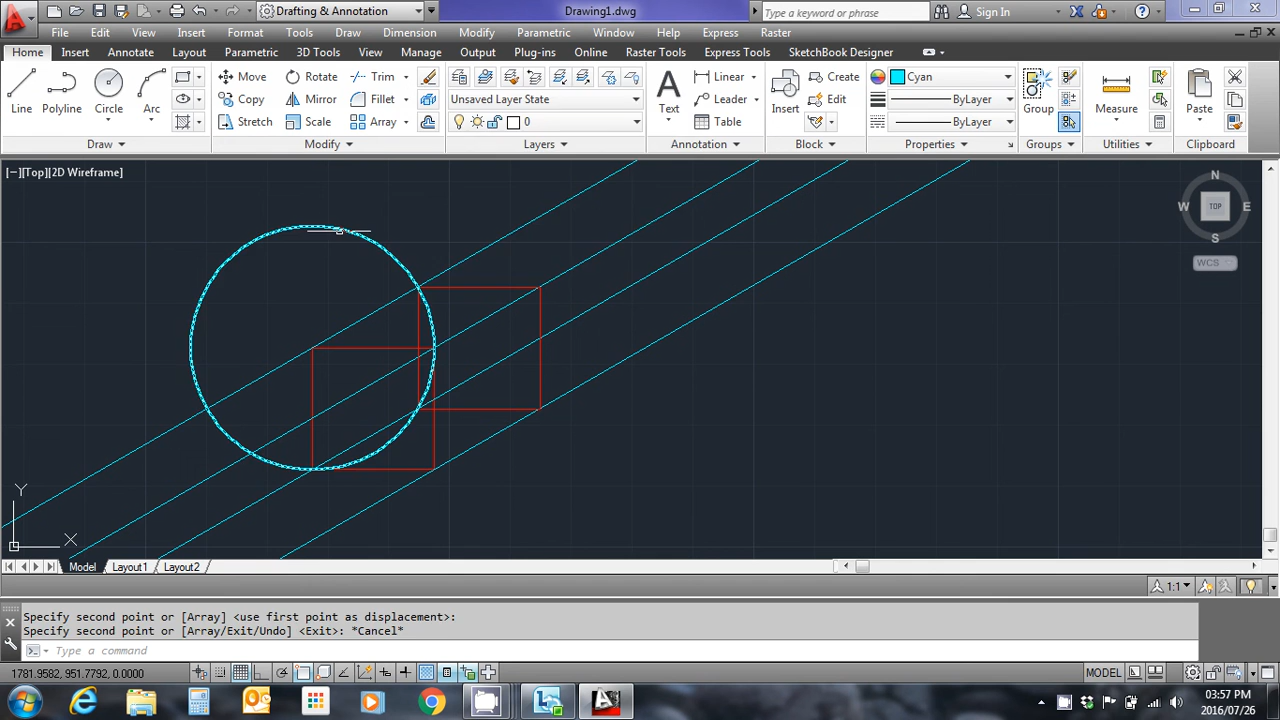 Drafting & Annotation
Drawing1.dwg
Type a keyword or phrase
Sign In
File Edit View Insert Format Tools Draw Dimension Modify Parametric Window Help Express Raster
Home Insert Annotate Layout Parametric 3D Tools View Manage Output Plug-ins Online Raster Tools Express Tools SketchBook Designer
Line Polyline Circle Arc
Move Rotate Trim
Copy Mirror Fillet
Stretch Scale Array
Unsaved Layer State
0
Text
Linear
Leader
Table
Insert
Create
Edit
Cyan
ByLayer
ByLayer
Group
Measure
Paste
Draw Modify Layers Annotation Block Properties Groups Utilities Clipboard
[−][Top][2D Wireframe]
N
W TOP E
S
WCS
Y
X
Model Layout1 Layout2
1:1
Specify second point or [Array] <use first point as displacement>:
Specify second point or [Array/Exit/Undo] <Exit>: *Cancel*
Type a command
1781.9582, 951.7792, 0.0000
MODEL
03:57 PM
2016/07/26